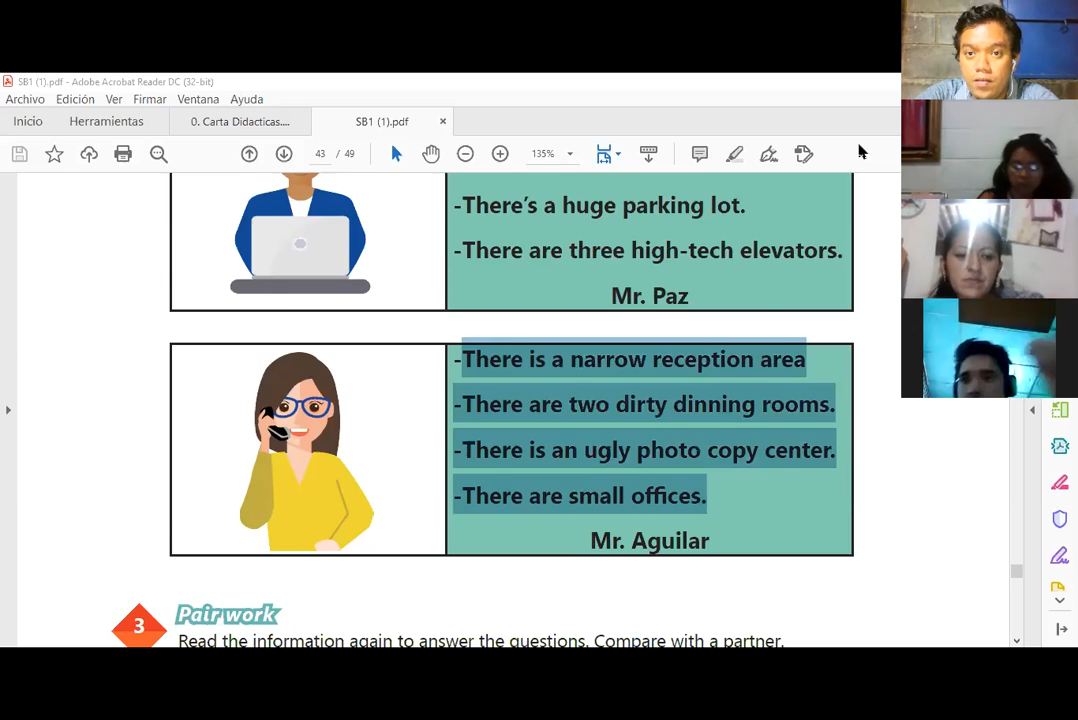 SB1 (1).pdf - Adobe Acrobat Reader DC (32-bit)
Archivo Edición Ver Firmar Ventana Ayuda
Inicio Herramientas 0. Carta Didacticas.... SB1 (1).pdf ×
43 / 49 135%
-There's a huge parking lot.
-There are three high-tech elevators.
Mr. Paz
-There is a narrow reception area
-There are two dirty dinning rooms.
-There is an ugly photo copy center.
-There are small offices.
Mr. Aguilar
3 Pair work
Read the information again to answer the questions. Compare with a partner.